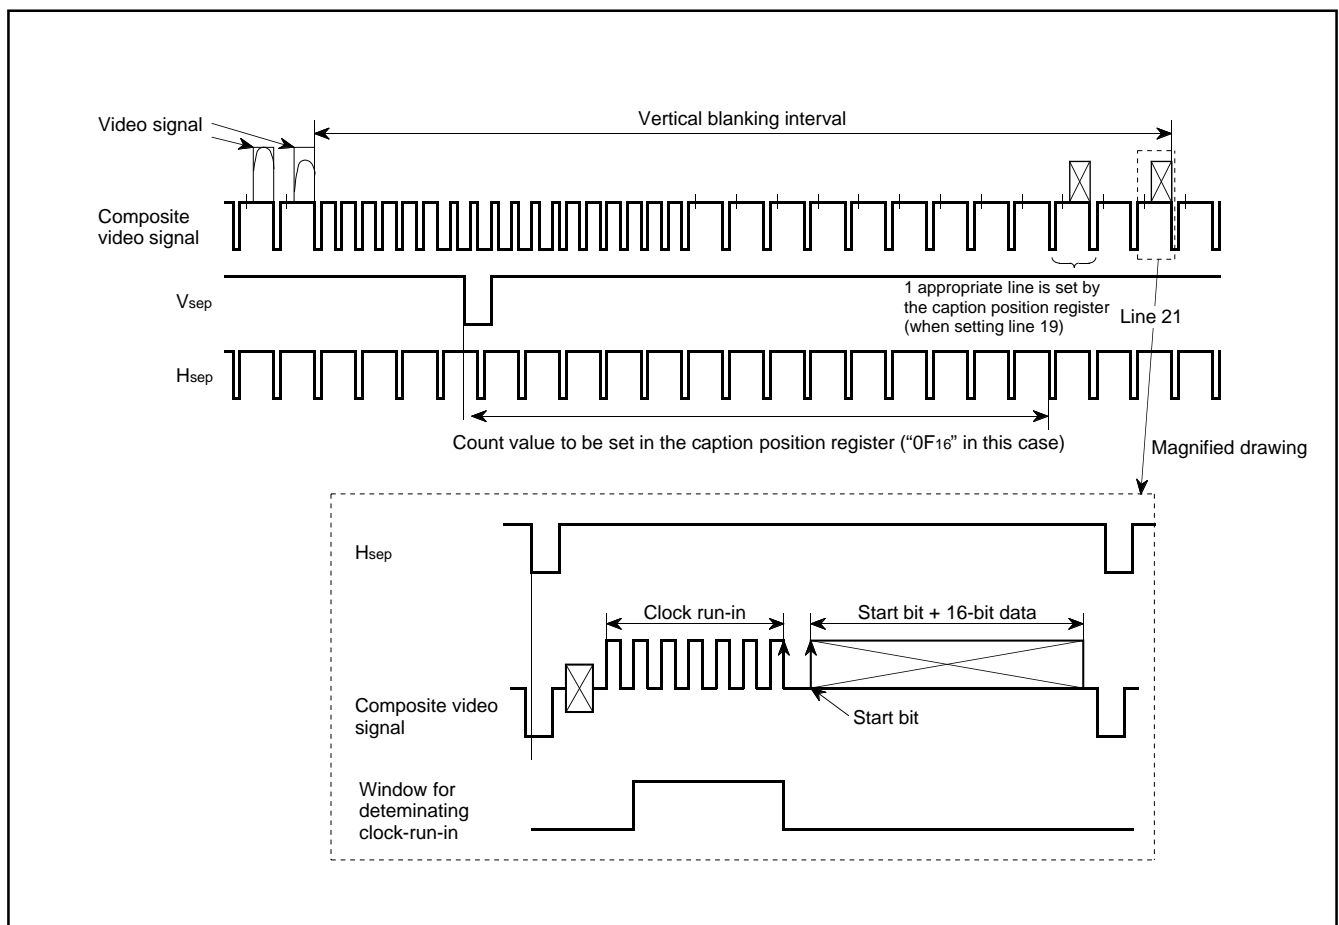 Vertical blanking interval
Video signal
Composite
video signal
Vsep
1 appropriate line is set by
the caption position register
(when setting line 19)
Line 21
Hsep
Count value to be set in the caption position register (“0F16” in this case)
Magnified drawing
Hsep
Clock run-in
Start bit + 16-bit data
Composite video
signal
Start bit
Window for
deteminating
clock-run-in